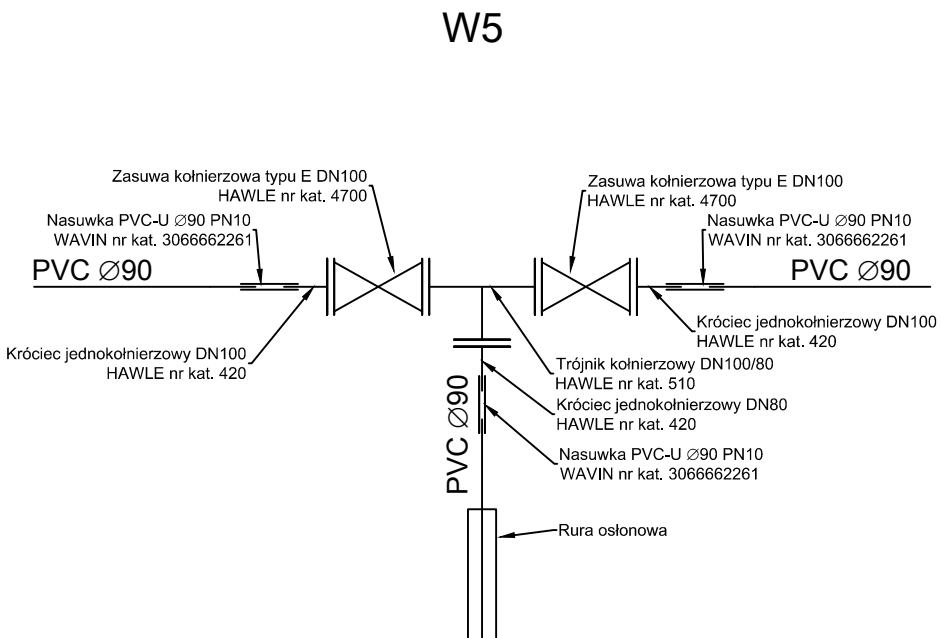 W5
Zasuwa kołnierzowa typu E DN100
HAWLE nr kat. 4700
Nasuwka PVC-U ∅90 PN10
WAVIN nr kat. 3066662261
PVC ∅90
Króciec jednokołnierzowy DN100
HAWLE nr kat. 420
Zasuwa kołnierzowa typu E DN100
HAWLE nr kat. 4700
Nasuwka PVC-U ∅90 PN10
WAVIN nr kat. 3066662261
PVC ∅90
Króciec jednokołnierzowy DN100
HAWLE nr kat. 420
Trójnik kołnierzowy DN100/80
HAWLE nr kat. 510
Króciec jednokołnierzowy DN80
HAWLE nr kat. 420
PVC ∅90
Nasuwka PVC-U ∅90 PN10
WAVIN nr kat. 3066662261
Rura osłonowa